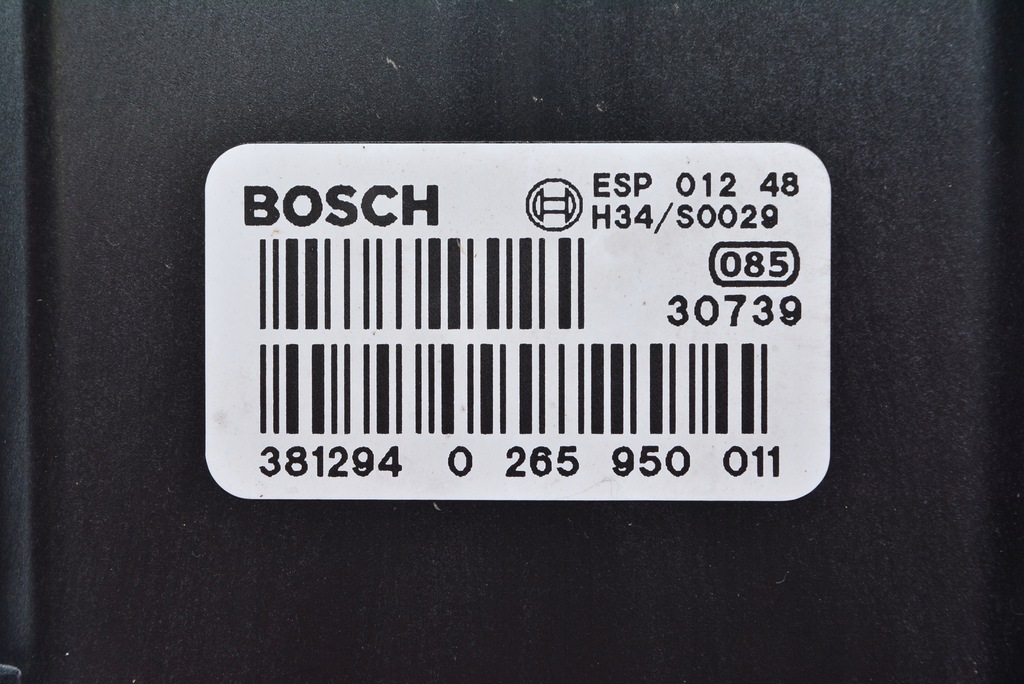 BOSCH
ESP 012 48
H34/S0029
085
30739
381294 0 265 950 011